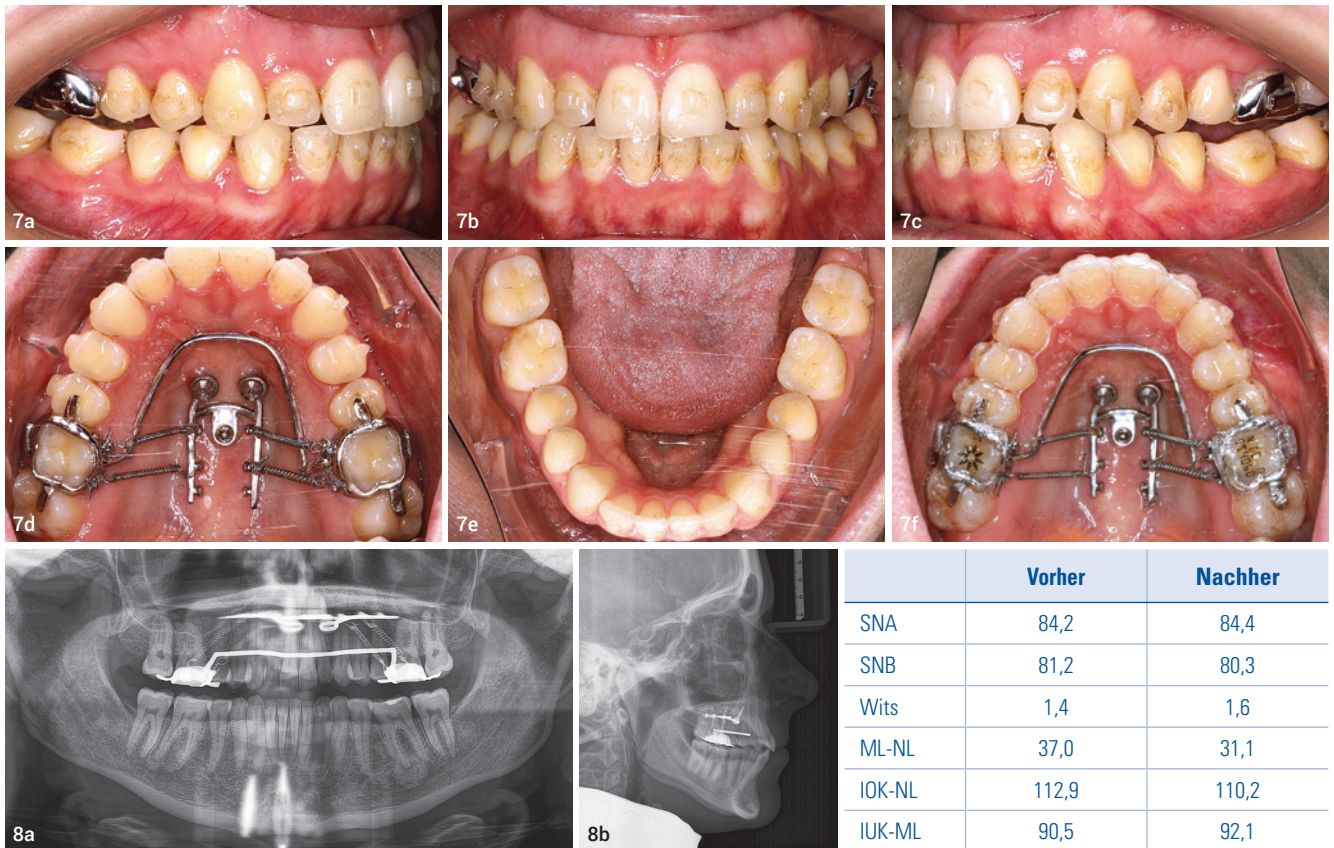 7a
7b
7c
7d
7e
7f
8a
8b
Vorher Nachher
SNA 84,2 84,4
SNB 81,2 80,3
Wits 1,4 1,6
ML-NL 37,0 31,1
IOK-NL 112,9 110,2
IUK-ML 90,5 92,1